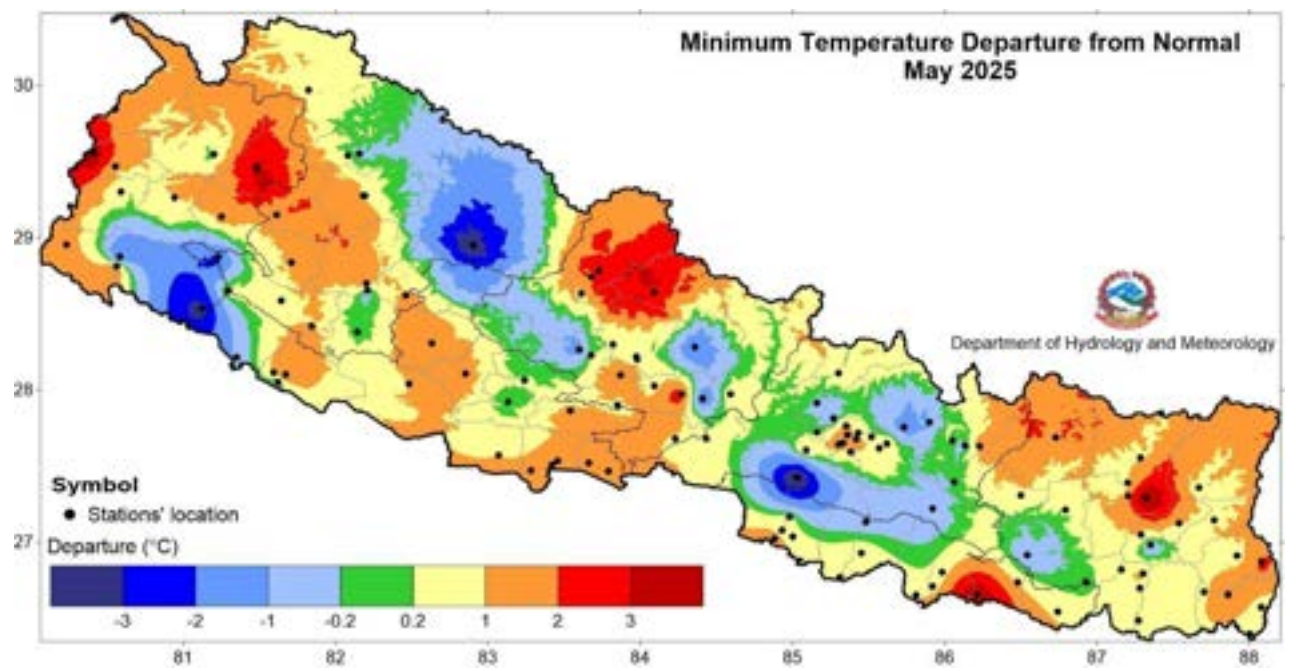 Minimum Temperature Departure from Normal
May 2025
30
29
28
27
Department of Hydrology and Meteorology
Symbol
Stations' location
Departure (°C)
-3 -2 -1 -0.2 0.2 1 2 3
81 82 83 84 85 86 87 88